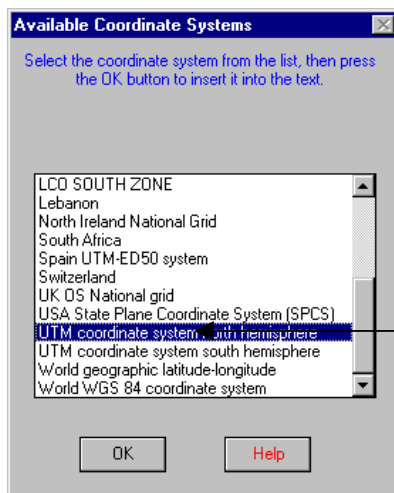 Available Coordinate Systems
Select the coordinate system from the list, then press
the OK button to insert it into the text.
LCO SOUTH ZONE
Lebanon
North Ireland National Grid
South Africa
Spain UTM-ED50 system
Switzerland
UK OS National grid
USA State Plane Coordinate System (SPCS)
UTM coordinate system north hemisphere
UTM coordinate system south hemisphere
World geographic latitude-longitude
World WGS 84 coordinate system
OK
Help